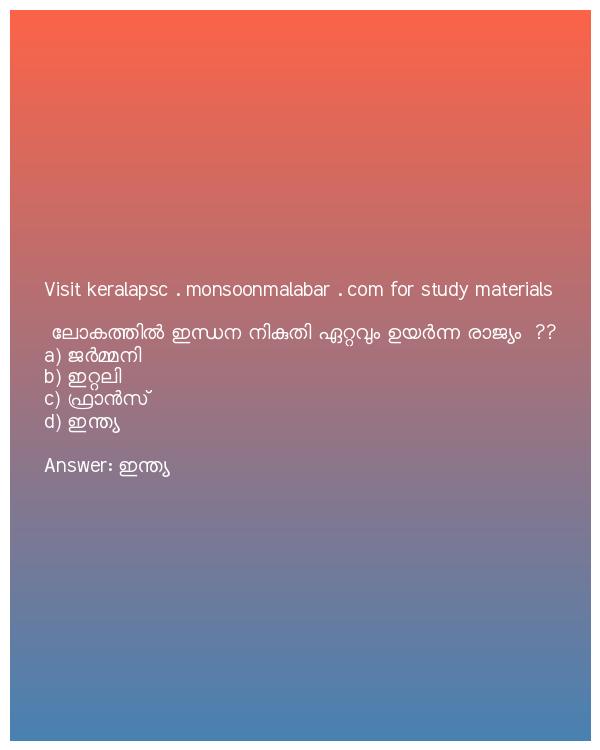 Visit keralapsc . monsoonmalabar . com for study materials
ലോകത്തിൽ ഇന്ധന നികുതി ഏറ്റവും ഉയർന്ന രാജ്യം ??
a) ജർമ്മനി
b) ഇറ്റലി
c) ഫ്രാൻസ്
d) ഇന്ത്യ
Answer: ഇന്ത്യ